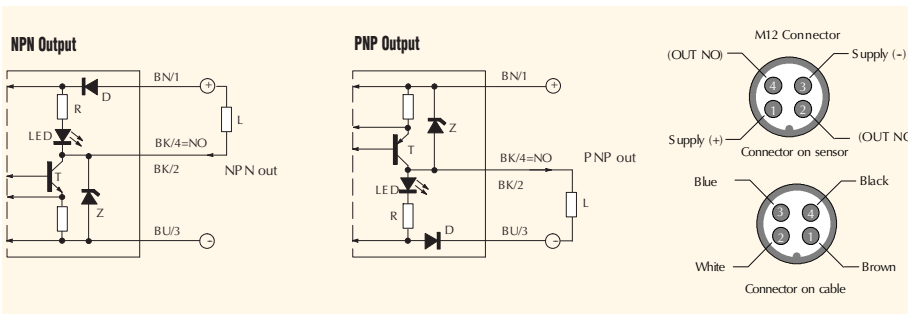 NPN Output
BN/1
+
D
R
L
LED
BK/4=NO
BK/2
NPN out
T
Z
BU/3
-
PNP Output
BN/1
+
Z
T
BK/4=NO
PNP out
BK/2
LED
R
L
D
BU/3
-
M12 Connector
(OUT NO)
Supply (-)
4
3
1
2
Supply (+)
(OUT NC
Connector on sensor
Blue
Black
3
4
2
1
White
Brown
Connector on cable